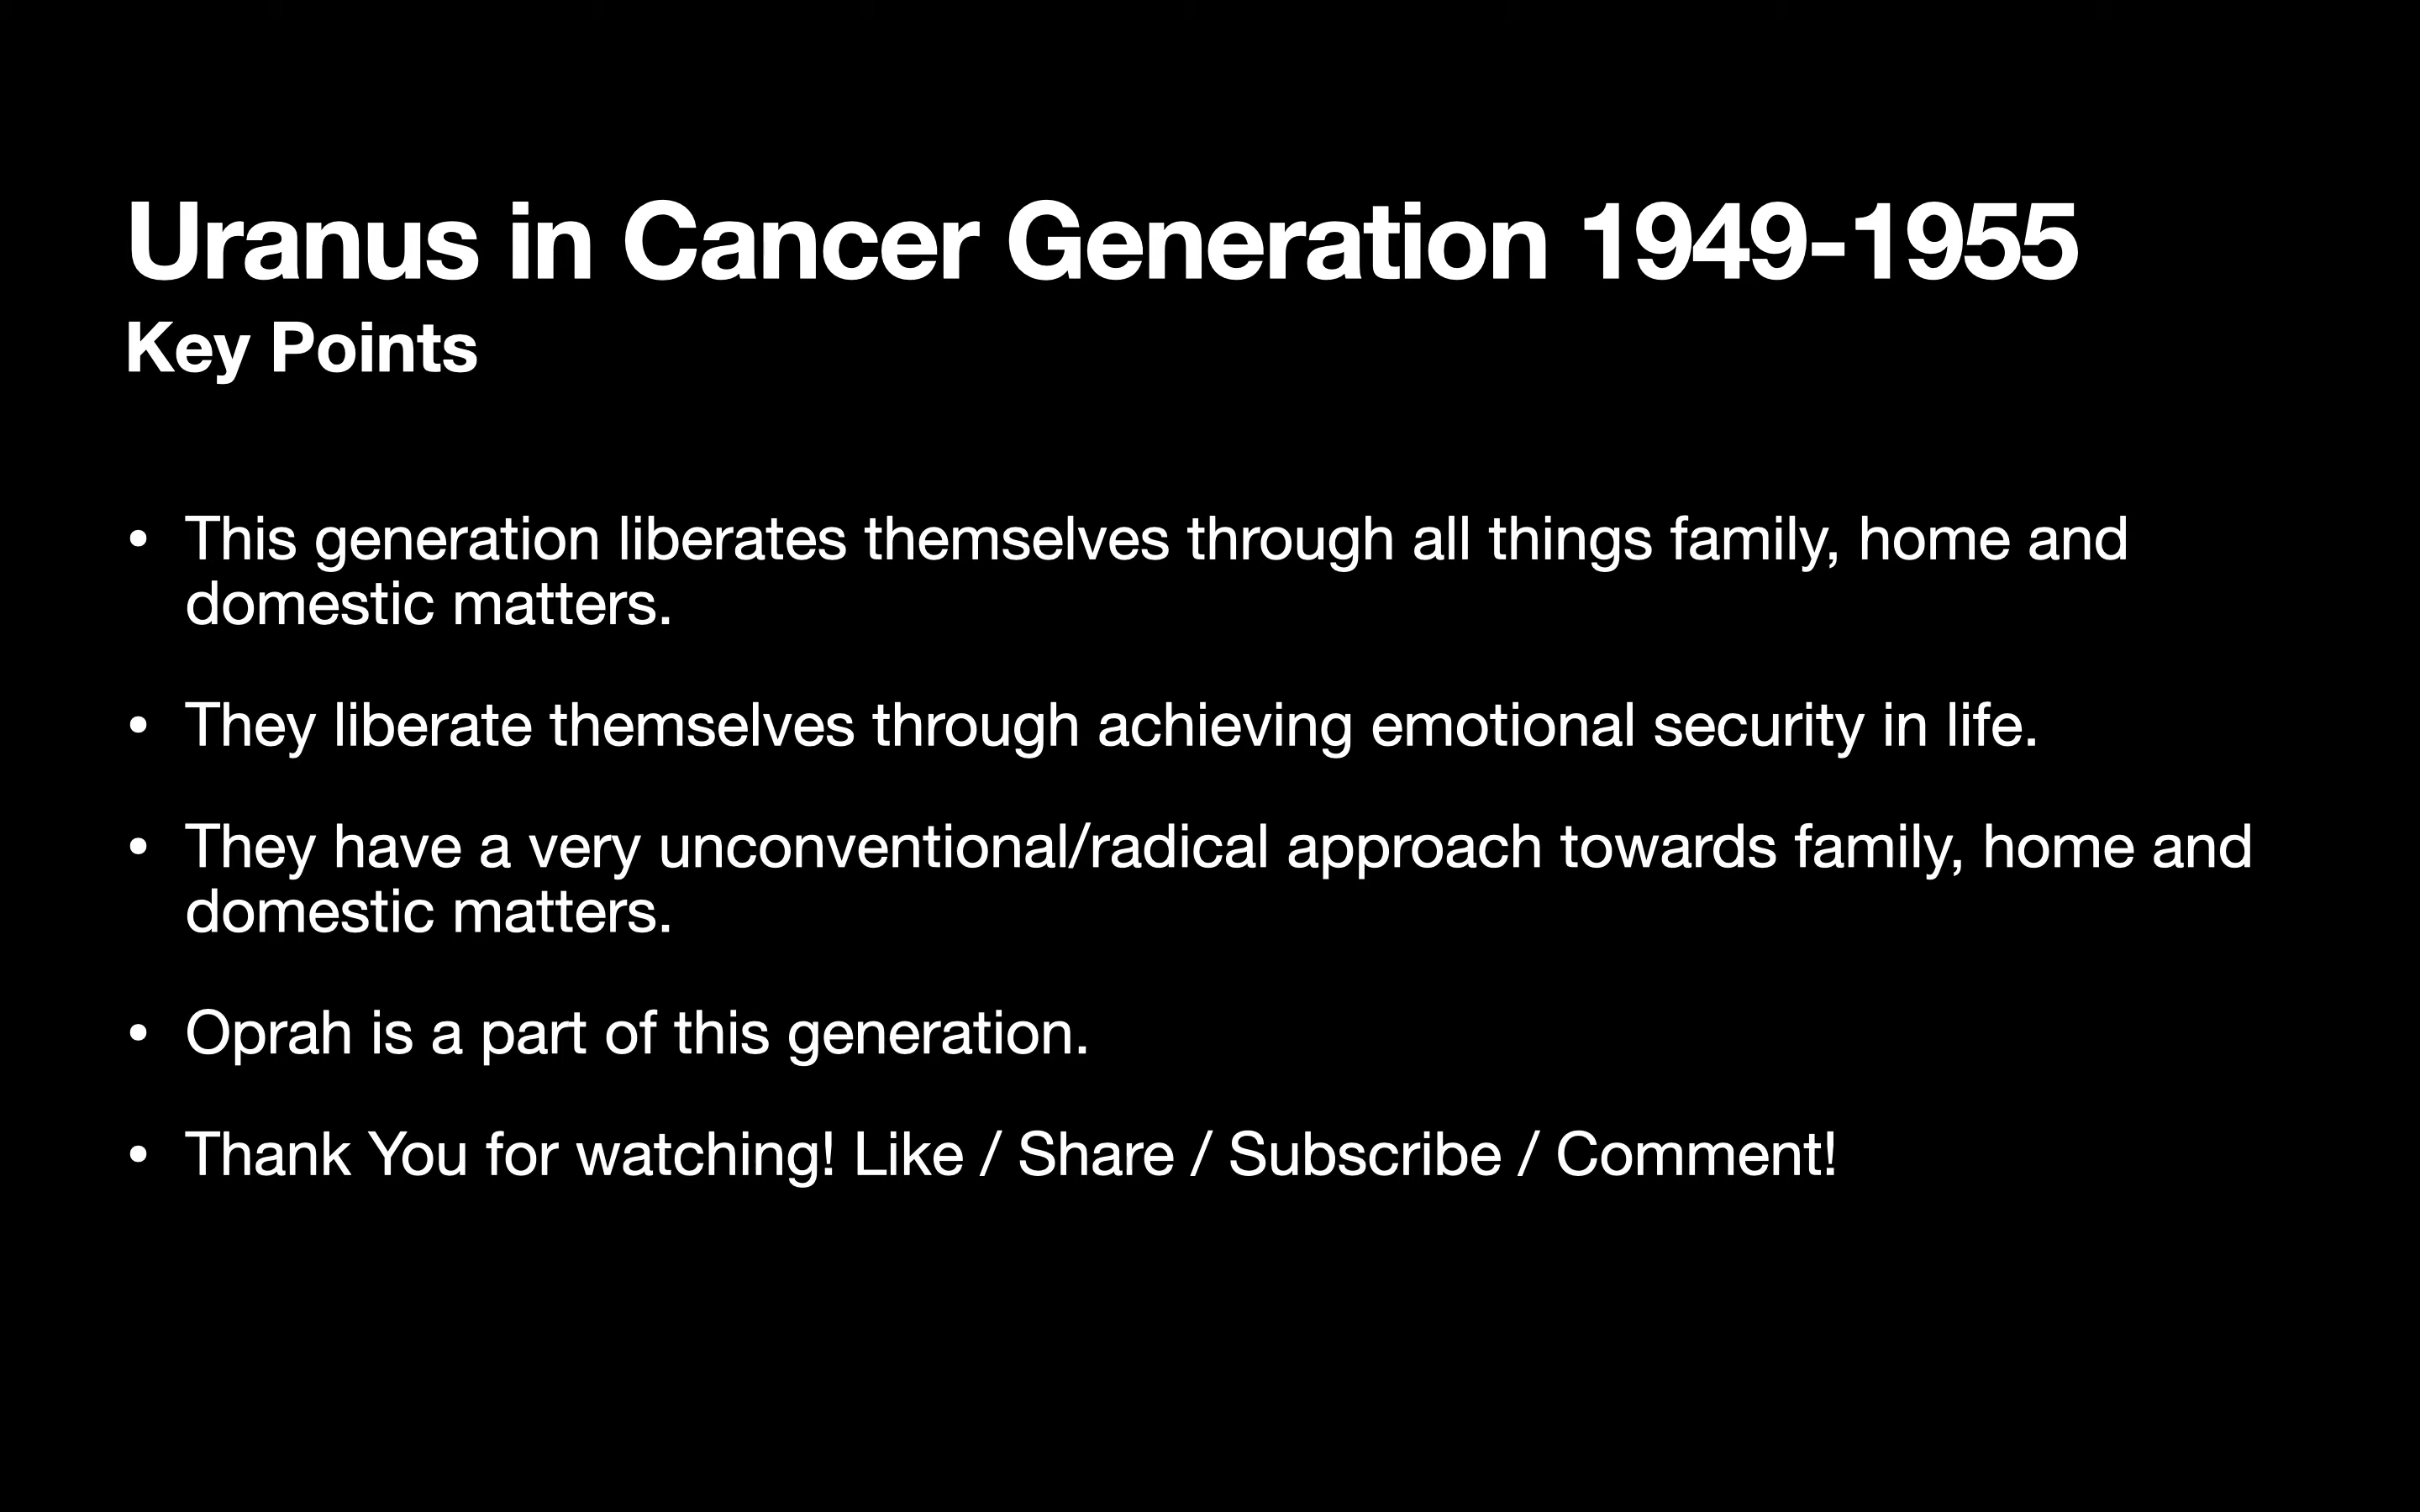 Uranus in Cancer Generation 1949-1955
Key Points
• This generation liberates themselves through all things family, home and
domestic matters.
• They liberate themselves through achieving emotional security in life.
• They have a very unconventional/radical approach towards family, home and
domestic matters.
• Oprah is a part of this generation.
• Thank You for watching! Like / Share / Subscribe / Comment!